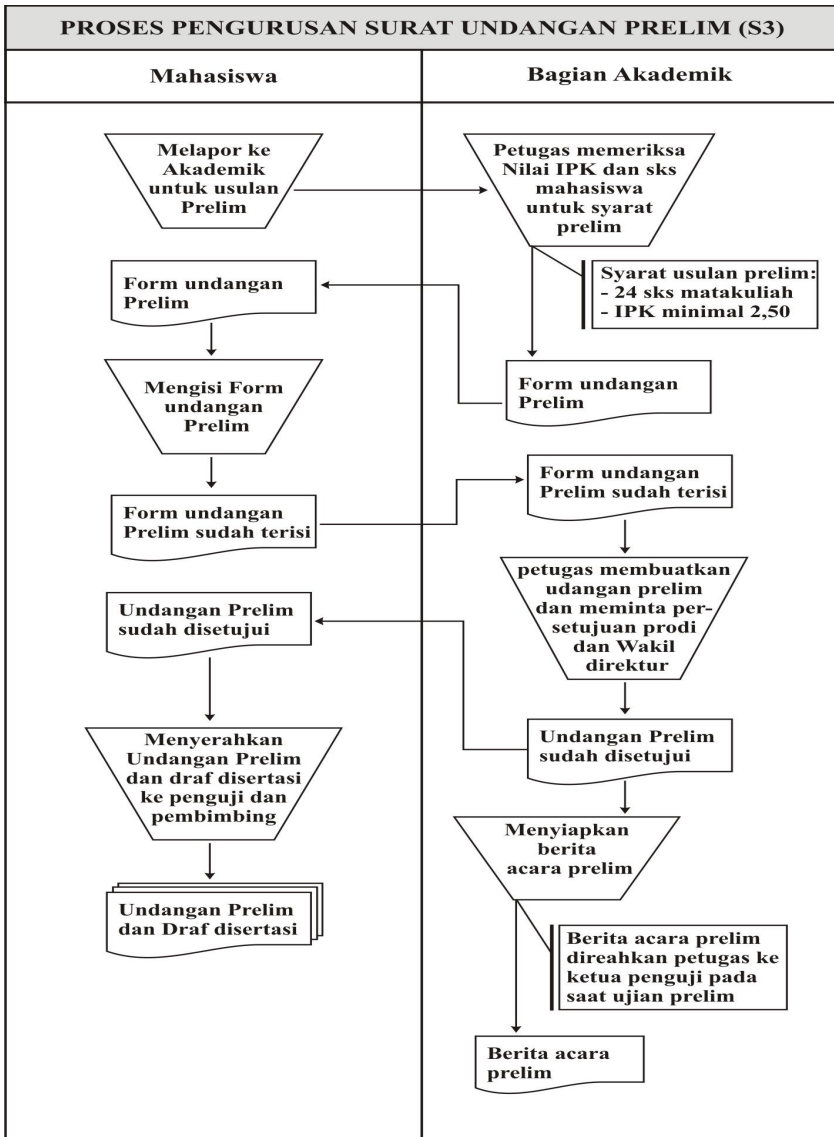 PROSES PENGURUSAN SURAT UNDANGAN PRELIM (S3)
Mahasiswa
Bagian Akademik
Melapor ke
Akademik
untuk usulan
Prelim
Petugas memeriksa
Nilai IPK dan sks
mahasiswa
untuk syarat
prelim
Syarat usulan prelim:
- 24 sks matakuliah
- IPK minimal 2,50
Form undangan
Prelim
Form undangan
Prelim
Mengisi Form
undangan
Prelim
Form undangan
Prelim sudah terisi
Form undangan
Prelim sudah terisi
petugas membuatkan
udangan prelim
dan meminta per-
setujuan prodi
dan Wakil
direktur
Undangan Prelim
sudah disetujui
Undangan Prelim
sudah disetujui
Menyerahkan
Undangan Prelim
dan draf disertasi
ke penguji dan
pembimbing
Menyiapkan
berita
acara prelim
Undangan Prelim
dan Draf disertasi
Berita acara prelim
direahkan petugas ke
ketua penguji pada
saat ujian prelim
Berita acara
prelim